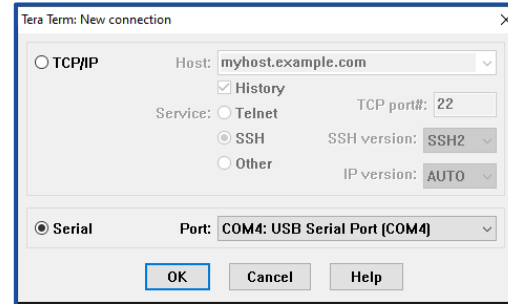 Tera Term: New connection
TCP/IP Host: myhost.example.com
History
Service: Telnet TCP port#: 22
SSH SSH version: SSH2
Other IP version: AUTO
Serial Port: COM4: USB Serial Port (COM4)
OK Cancel Help